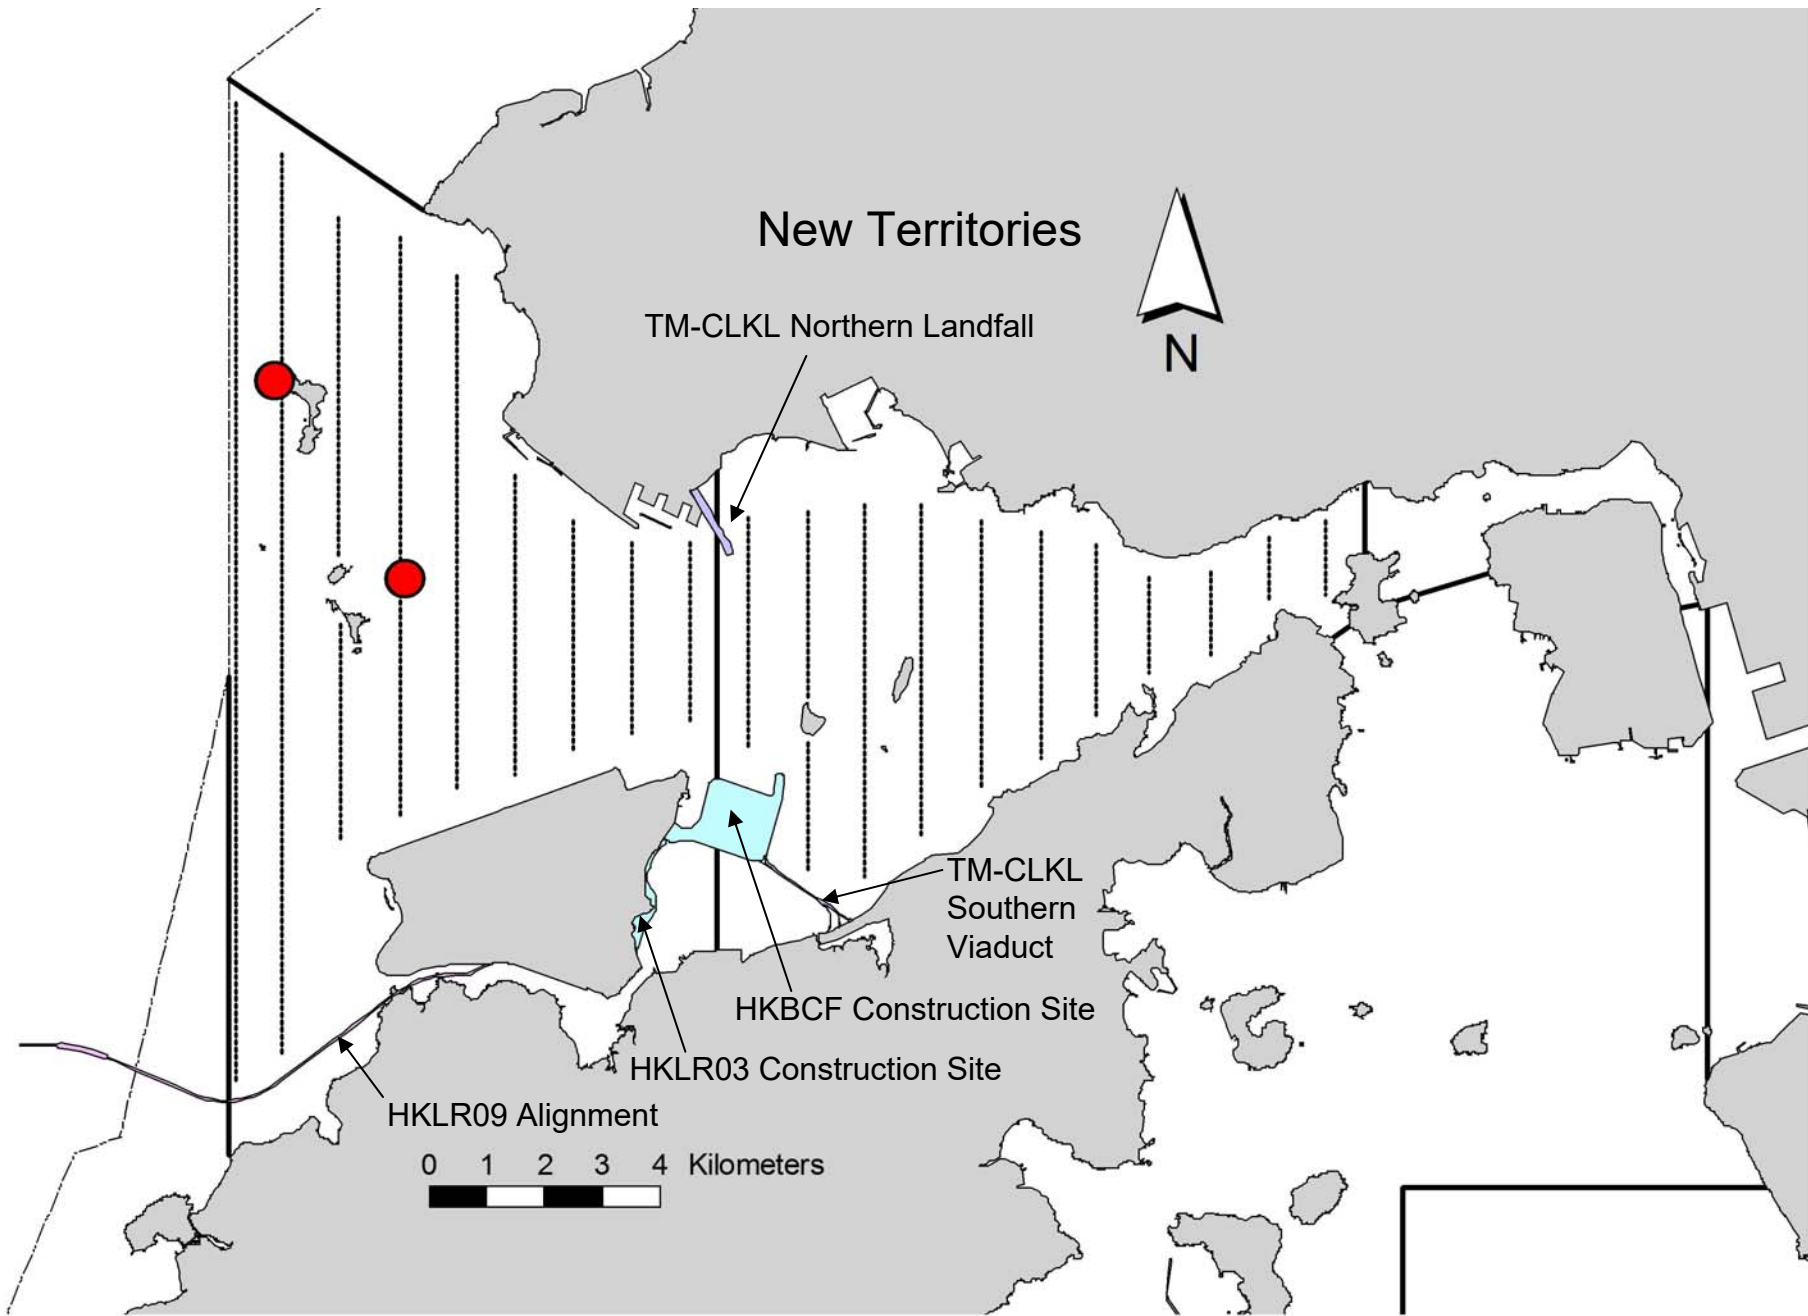 New Territories
TM-CLKL Northern Landfall
N
TM-CLKL
Southern
Viaduct
HKBCF Construction Site
HKLR03 Construction Site
HKLR09 Alignment
0 1 2 3 4 Kilometers